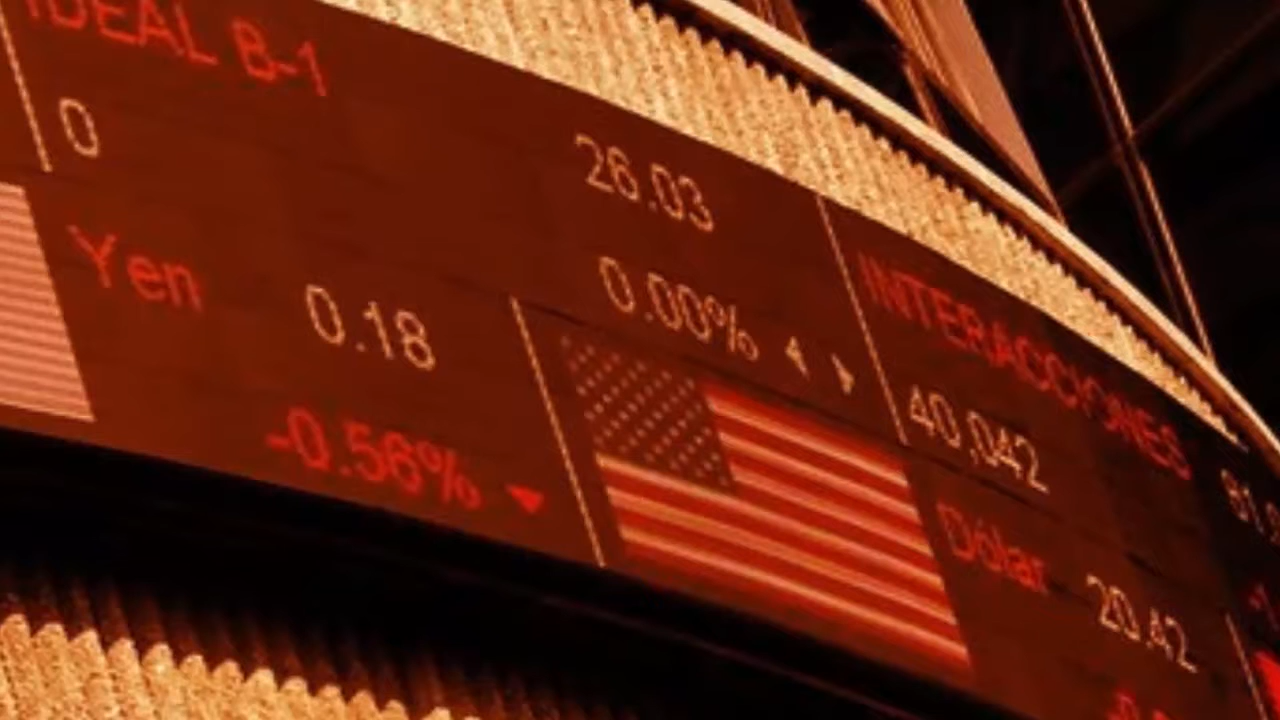 IDEAL B-1
0
26.03
0.00%
Yen
0.18
-0.56%
INTERACCIONES
40,042
Dólar
20.42